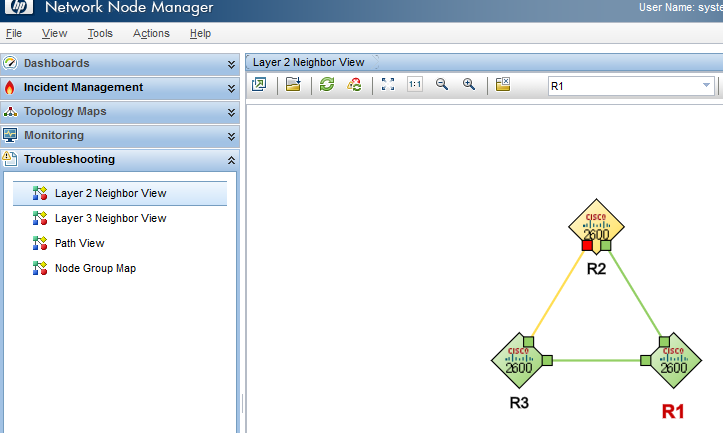 hp Network Node Manager User Name: syste
File View Tools Actions Help
Dashboards
Incident Management
Topology Maps
Monitoring
Troubleshooting
Layer 2 Neighbor View
Layer 3 Neighbor View
Path View
Node Group Map
Layer 2 Neighbor View
1:1 R1
CISCO
2600
R2
CISCO
2600
R3
CISCO
2600
R1